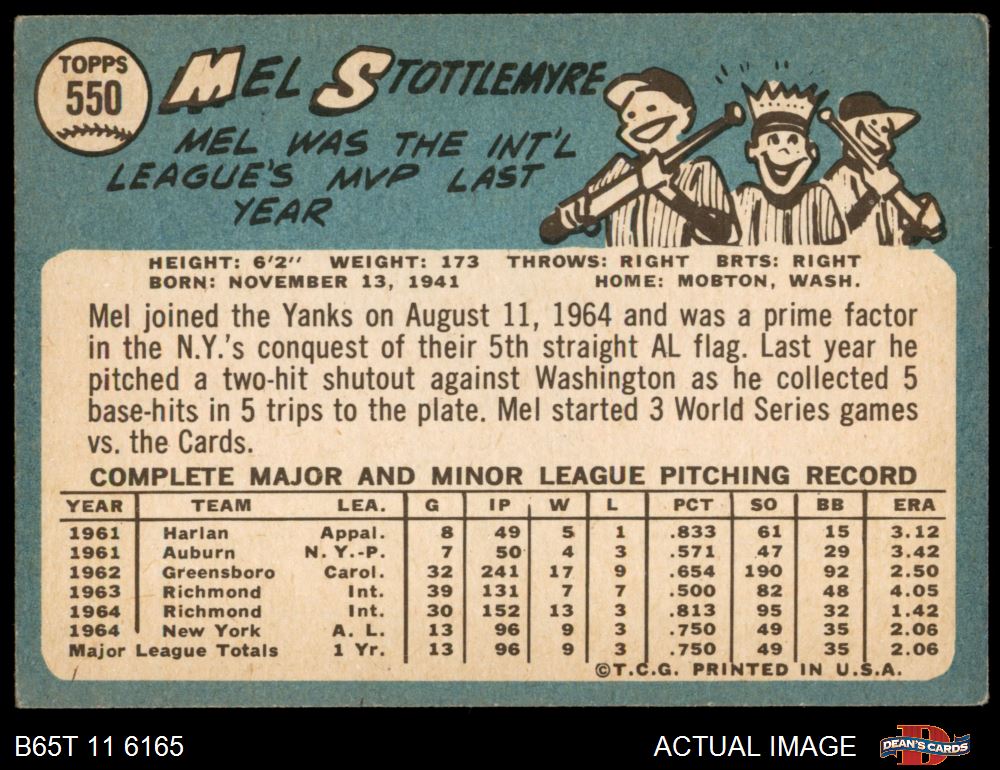 TOPPS
550
MEL STOTTLEMYRE
MEL WAS THE INT'L
LEAGUE'S MVP LAST
YEAR
HEIGHT: 6'2" WEIGHT: 173 THROWS: RIGHT BRTS: RIGHT
BORN: NOVEMBER 13, 1941 HOME: MOBTON, WASH.
Mel joined the Yanks on August 11, 1964 and was a prime factor
in the N.Y.'s conquest of their 5th straight AL flag. Last year he
pitched a two-hit shutout against Washington as he collected 5
base-hits in 5 trips to the plate. Mel started 3 World Series games
vs. the Cards.
COMPLETE MAJOR AND MINOR LEAGUE PITCHING RECORD
YEAR TEAM LEA. G IP W L PCT SO BB ERA
1961 Harlan Appal. 8 49 5 1 .833 61 15 3.12
1961 Auburn N.Y.-P. 7 50 4 3 .571 47 29 3.42
1962 Greensboro Carol. 32 241 17 9 .654 190 92 2.50
1963 Richmond Int. 39 131 7 7 .500 82 48 4.05
1964 Richmond Int. 30 152 13 3 .813 95 32 1.42
1964 New York A. L. 13 96 9 3 .750 49 35 2.06
Major League Totals 1 Yr. 13 96 9 3 .750 49 35 2.06
©T.C.G. PRINTED IN U.S.A.
B65T 11 6165 ACTUAL IMAGE DEAN'S CARDS